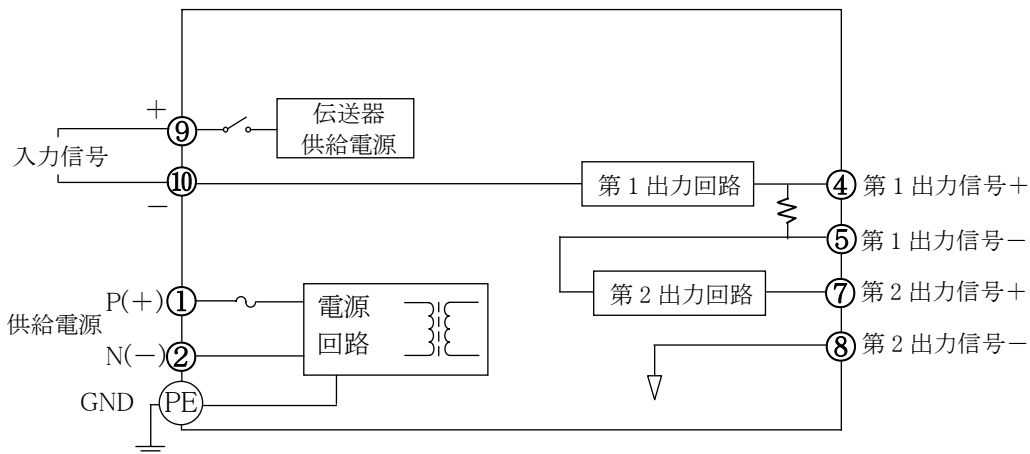 +
⑨
伝送器
供給電源
入力信号
⑩
−
第1出力回路
④
第1出力信号+
⑤
第1出力信号−
P(+)
①
電源
回路
第2出力回路
⑦
第2出力信号+
供給電源
N(−)
②
⑧
第2出力信号−
GND
PE